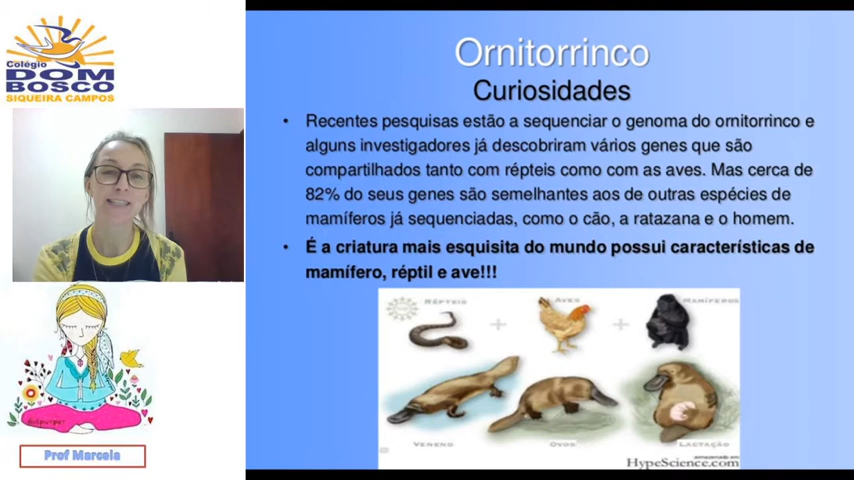 Colégio
DOM
BOSCO
SIQUEIRA CAMPOS
Prof Marcela
Ornitorrinco
Curiosidades
• Recentes pesquisas estão a sequenciar o genoma do ornitorrinco e
alguns investigadores já descobriram vários genes que são
compartilhados tanto com répteis como com as aves. Mas cerca de
82% do seus genes são semelhantes aos de outras espécies de
mamíferos já sequenciadas, como o cão, a ratazana e o homem.
• É a criatura mais esquisita do mundo possui características de
mamífero, réptil e ave!!!
RÉPTEIS + AVES + MAMÍFEROS
VENENO OVOS LACTAÇÃO
HypeScience.com